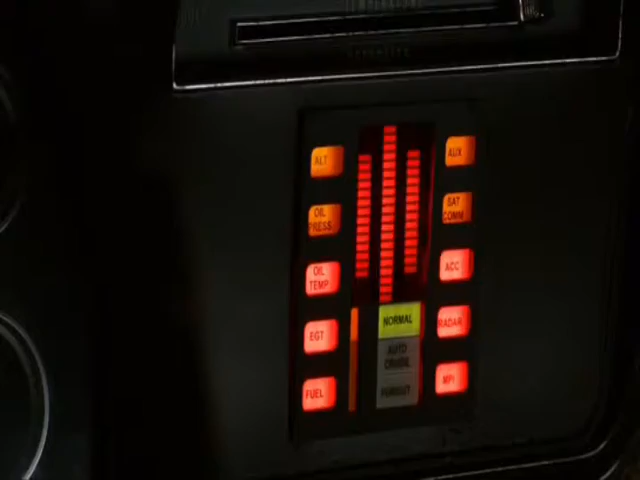 ALT
AUX
OIL
PRESS
SAT
COMM
OIL
TEMP
ACC
EGT
NORMAL
RADAR
AUTO
CRUISE
FUEL
PURSUIT
MPI